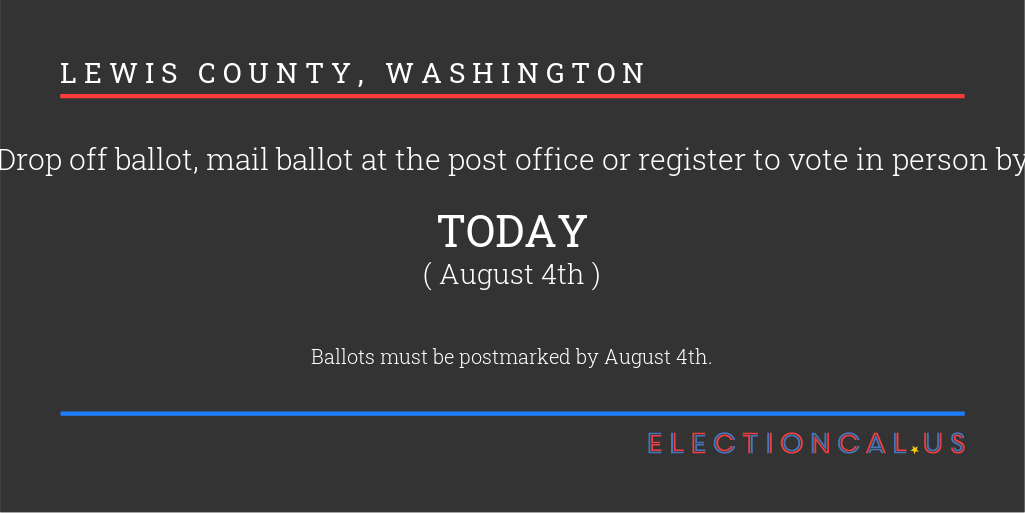 LEWIS COUNTY, WASHINGTON
Drop off ballot, mail ballot at the post office or register to vote in person by
TODAY
( August 4th )
Ballots must be postmarked by August 4th.
ELECTIONCAL.US